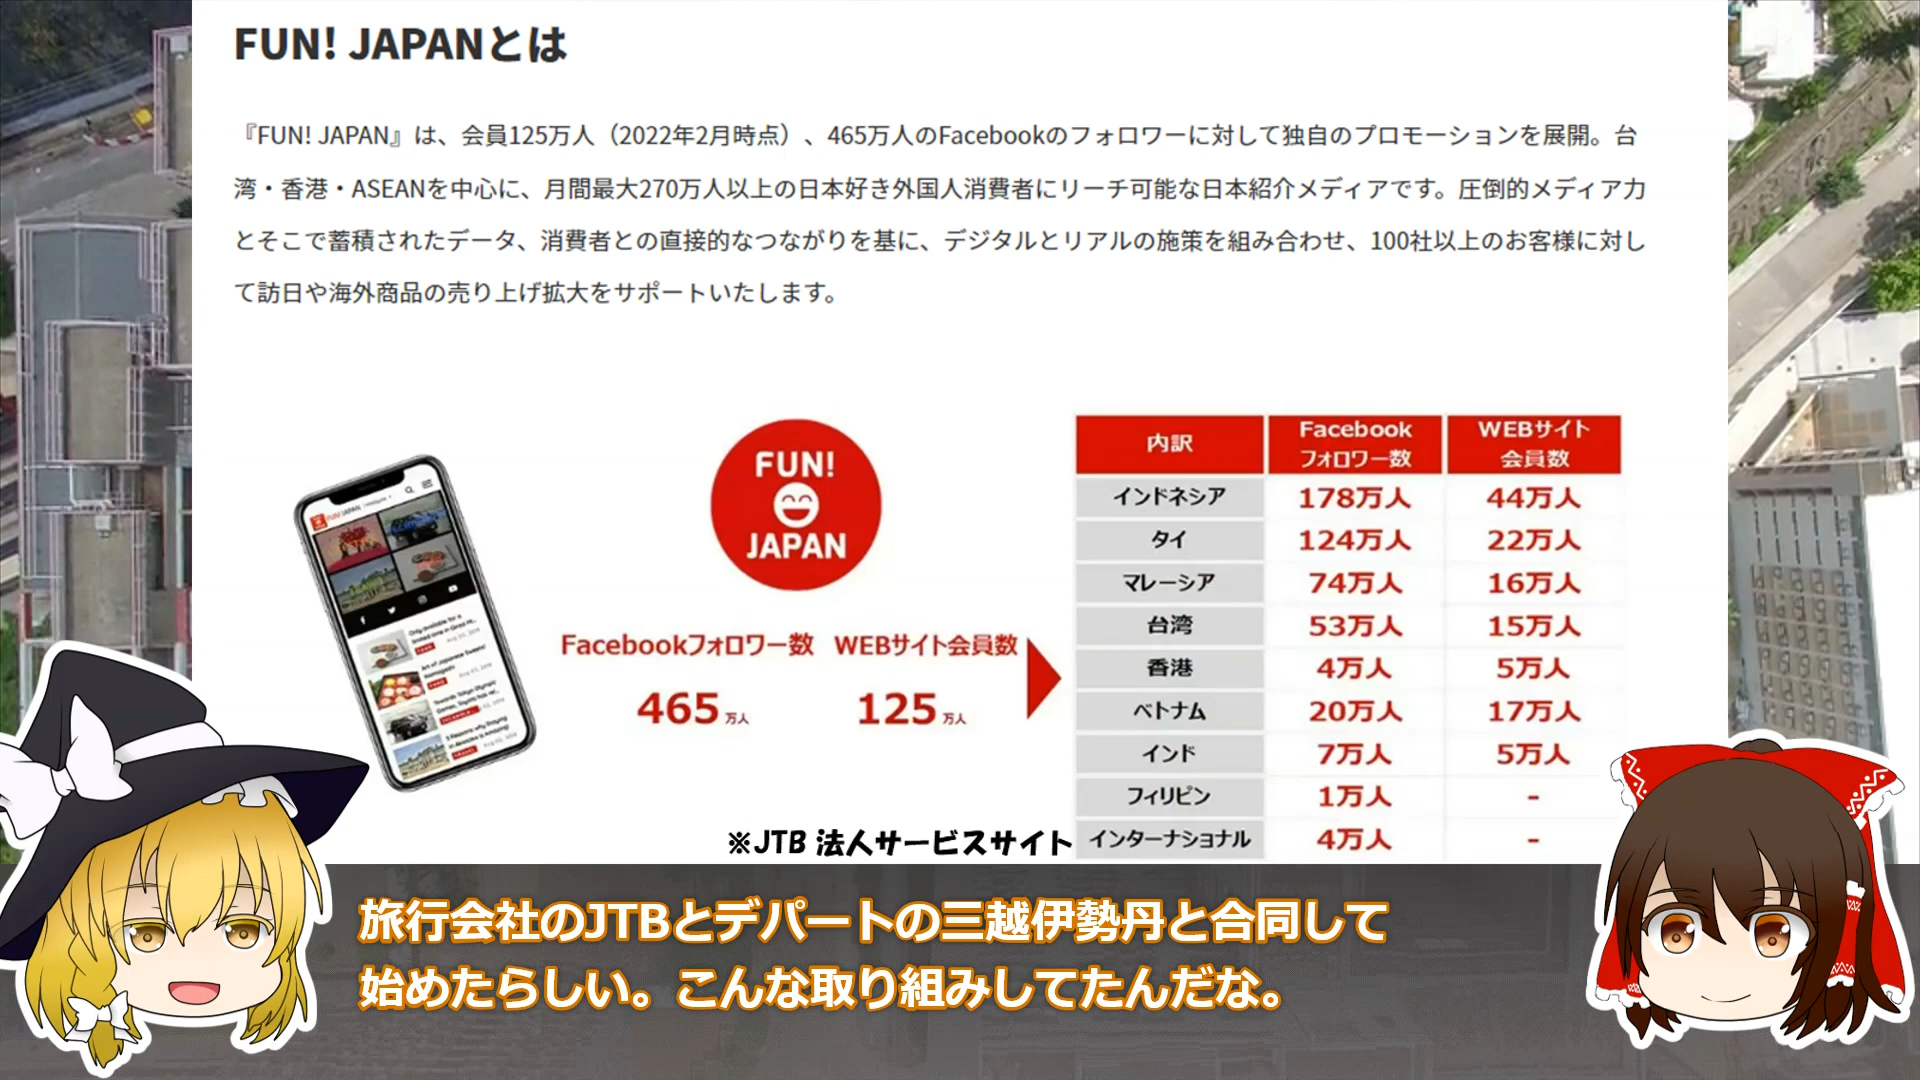 FUN! JAPANとは
『FUN! JAPAN』は、会員125万人（2022年2月時点）、465万人のFacebookのフォロワーに対して独自のプロモーションを展開。台
湾・香港・ASEANを中心に、月間最大270万人以上の日本好き外国人消費者にリーチ可能な日本紹介メディアです。圧倒的メディア力
とそこで蓄積されたデータ、消費者との直接的なつながりを基に、デジタルとリアルの施策を組み合わせ、100社以上のお客様に対し
て訪日や海外商品の売り上げ拡大をサポートいたします。
FUN!
JAPAN
Facebookフォロワー数 WEBサイト会員数
465万人 125万人
内訳 Facebookフォロワー数 WEBサイト会員数
インドネシア 178万人 44万人
タイ 124万人 22万人
マレーシア 74万人 16万人
台湾 53万人 15万人
香港 4万人 5万人
ベトナム 20万人 17万人
インド 7万人 5万人
フィリピン 1万人 -
インターナショナル 4万人 -
※JTB 法人サービスサイト
旅行会社のJTBとデパートの三越伊勢丹と合同して
始めたらしい。こんな取り組みしてたんだな。